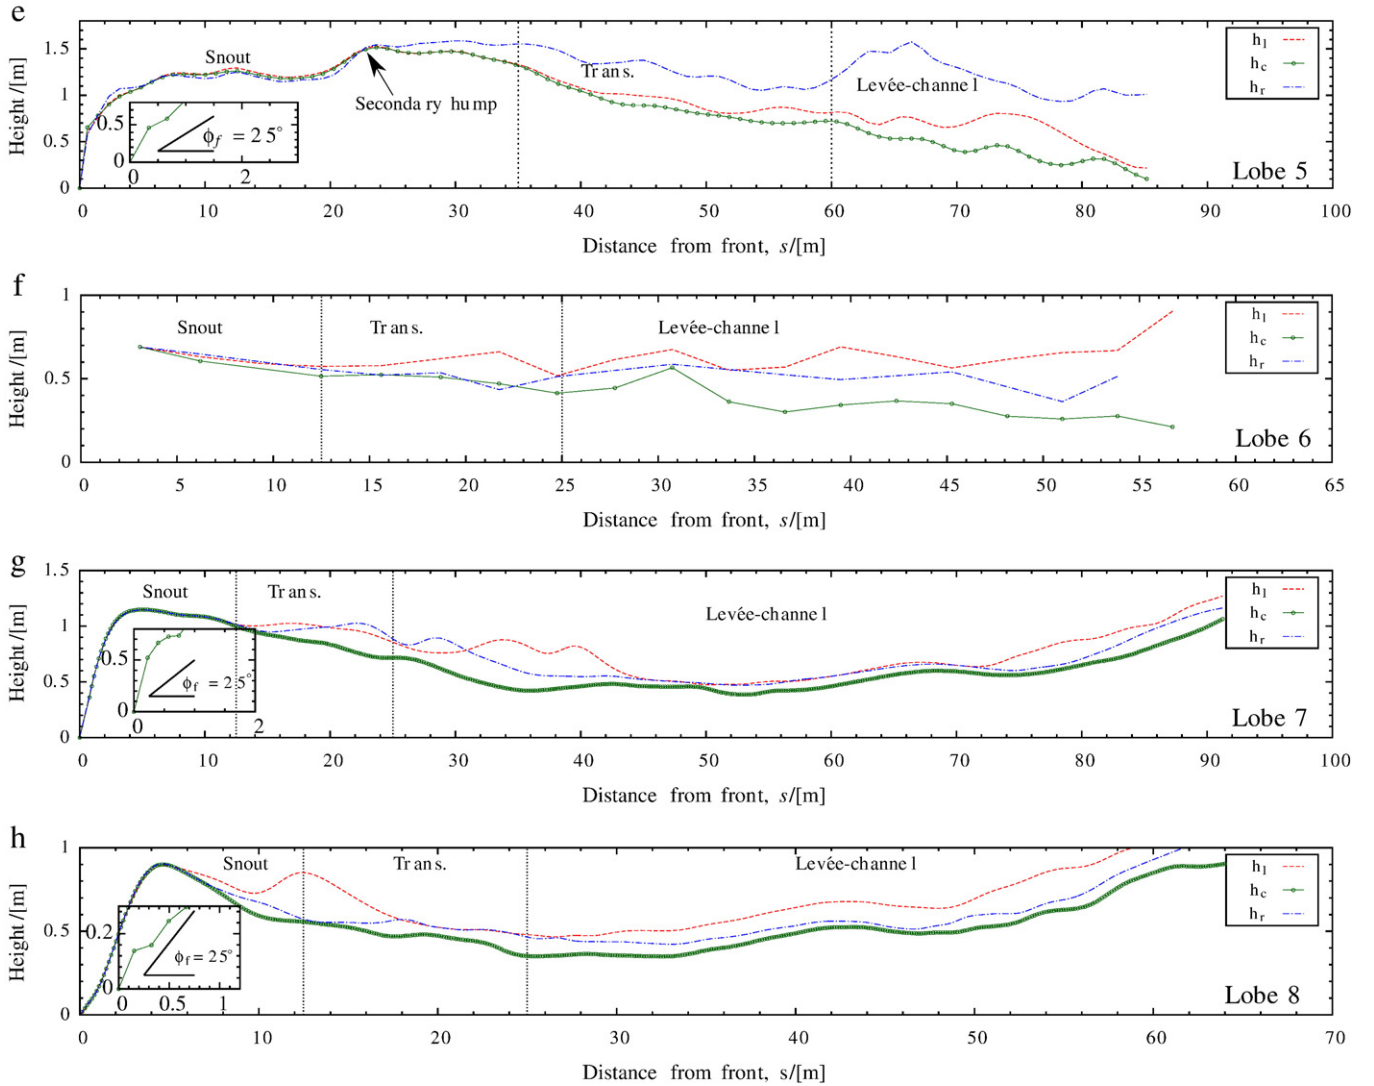 e
Height/[m]
1.5
1
0.5
0
Snout
Secondary hump
Trans.
Levée-channel
h_l
h_c
h_r
0.5
0
ϕ_f = 25°
0 2
Lobe 5
0 10 20 30 40 50 60 70 80 90 100
Distance from front, s/[m]
f
Height/[m]
1
0.5
0
Snout
Trans.
Levée-channel
h_l
h_c
h_r
Lobe 6
0 5 15 15 20 25 30 35 40 45 50 55 60 65
Distance from front, s/[m]
g
Height/[m]
1.5
1
0.5
0
Snout
Trans.
Levée-channel
h_l
h_c
h_r
0.5
0
ϕ_f = 25°
0 2
Lobe 7
0 10 20 30 40 50 60 70 80 90 100
Distance from front, s/[m]
h
Height/[m]
1
0.5
0
Snout
Trans.
Levée-channel
h_l
h_c
h_r
0.2
0
ϕ_f = 25°
0 0.5 1
Lobe 8
0 10 20 30 40 50 60 70
Distance from front, s/[m]